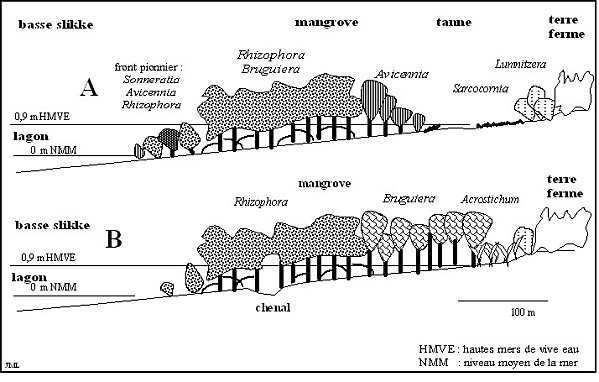 basse slikke
mangrove
tanne
terre
ferme
front pionnier :
Sonneratia
Avicennia
Rhizophora
Rhizophora
Bruguiera
Avicennia
Lumnitzera
Sarcocornia
A
0,9 m HMVE
lagon
0 m NMM
mangrove
terre
ferme
basse slikke
Rhizophora
Bruguiera
Acrostichum
B
0,9 m HMVE
lagon
0 m NMM
chenal
100 m
HMVE : hautes mers de vive eau
NMM : niveau moyen de la mer